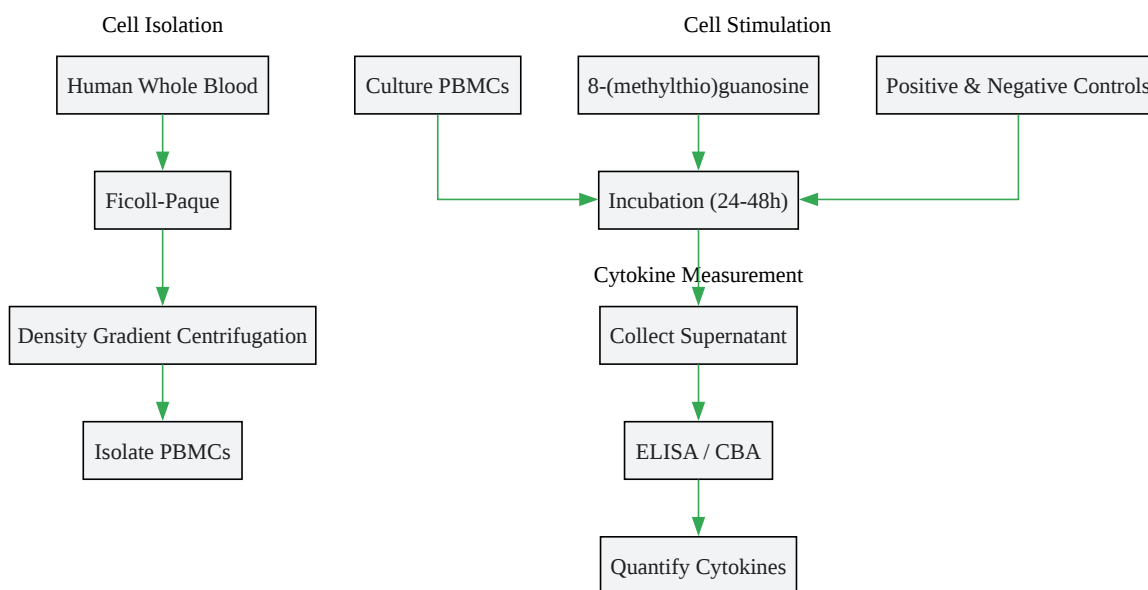 Cell Isolation
Human Whole Blood
Ficoll-Paque
Density Gradient Centrifugation
Isolate PBMCs
Cell Stimulation
Culture PBMCs
8-(methylthio)guanosine
Positive & Negative Controls
Incubation (24-48h)
Cytokine Measurement
Collect Supernatant
ELISA / CBA
Quantify Cytokines